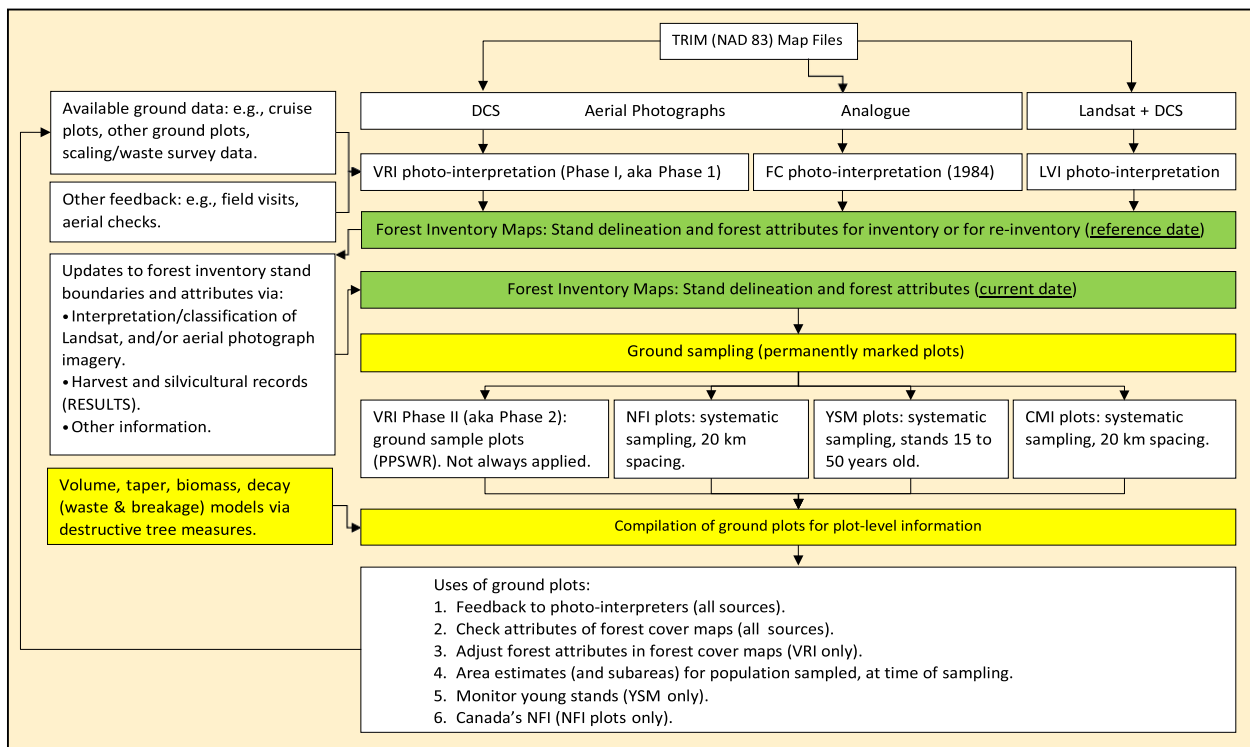 TRIM (NAD 83) Map Files
DCS
Aerial Photographs
Analogue
Landsat + DCS
Available ground data: e.g., cruise
plots, other ground plots,
scaling/waste survey data.
VRI photo-interpretation (Phase I, aka Phase 1)
FC photo-interpretation (1984)
LVI photo-interpretation
Other feedback: e.g., field visits,
aerial checks.
Forest Inventory Maps: Stand delineation and forest attributes for inventory or for re-inventory (reference date)
Updates to forest inventory stand
boundaries and attributes via:
• Interpretation/classification of
Landsat, and/or aerial photograph
imagery.
• Harvest and silvicultural records
(RESULTS).
• Other information.
Forest Inventory Maps: Stand delineation and forest attributes (current date)
Ground sampling (permanently marked plots)
VRI Phase II (aka Phase 2):
ground sample plots
(PPSWR). Not always applied.
NFI plots: systematic
sampling, 20 km
spacing.
YSM plots: systematic
sampling, stands 15 to
50 years old.
CMI plots: systematic
sampling, 20 km spacing.
Volume, taper, biomass, decay
(waste & breakage) models via
destructive tree measures.
Compilation of ground plots for plot-level information
Uses of ground plots:
1. Feedback to photo-interpreters (all sources).
2. Check attributes of forest cover maps (all sources).
3. Adjust forest attributes in forest cover maps (VRI only).
4. Area estimates (and subareas) for population sampled, at time of sampling.
5. Monitor young stands (YSM only).
6. Canada's NFI (NFI plots only).